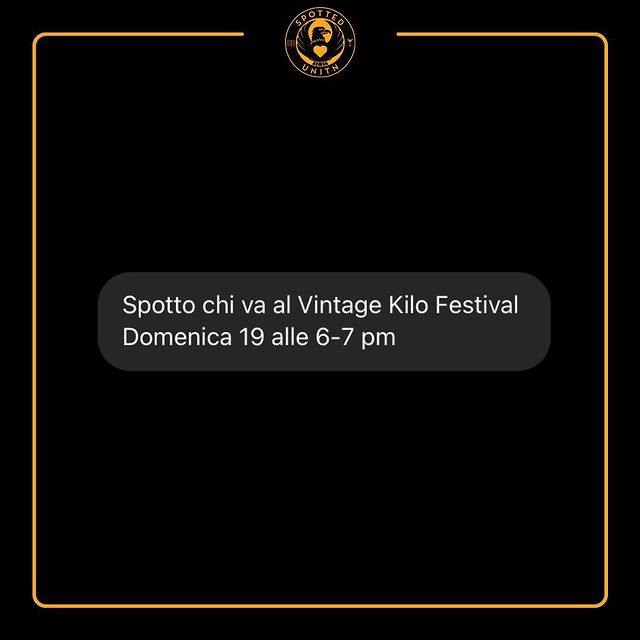 SPOTTED
UNITN
Spotto chi va al Vintage Kilo Festival
Domenica 19 alle 6-7 pm